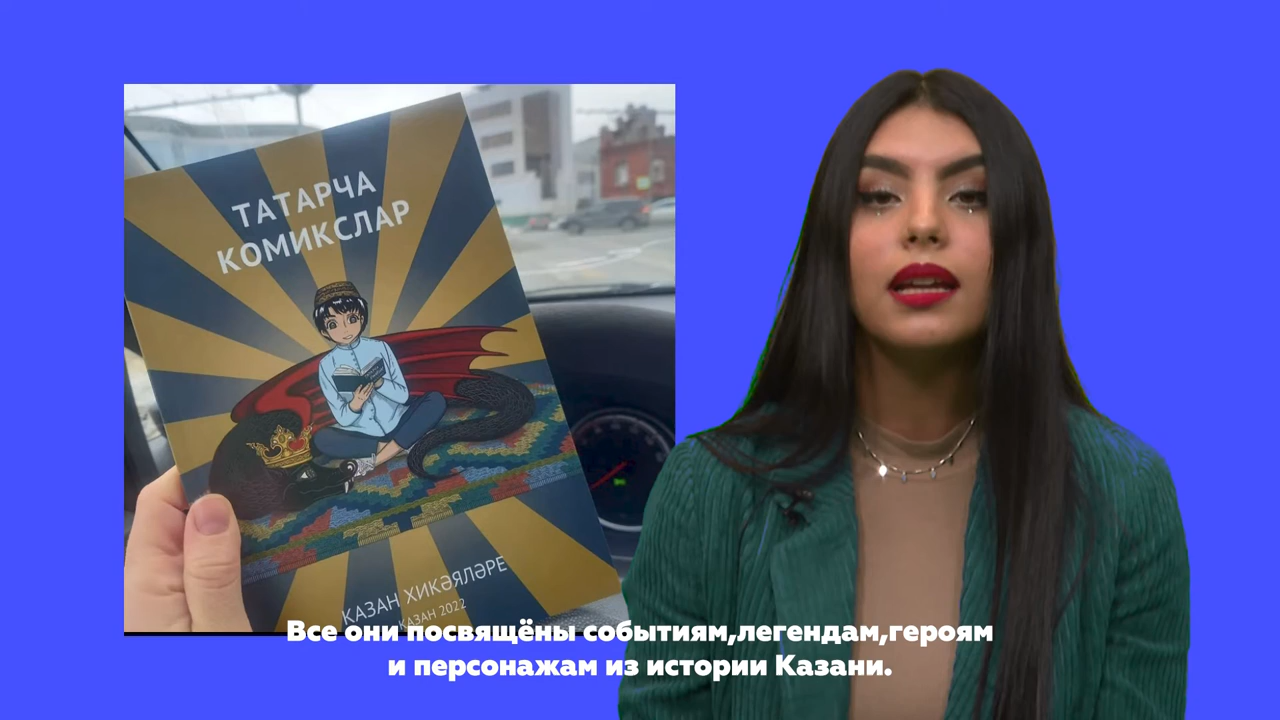 ТАТАРЧА
КОМИКСЛАР
КАЗАН ХИКӘЯЛӘРЕ
КАЗАН 2022
Все они посвящёны событиям,легендам,героям
и персонажам из истории Казани.